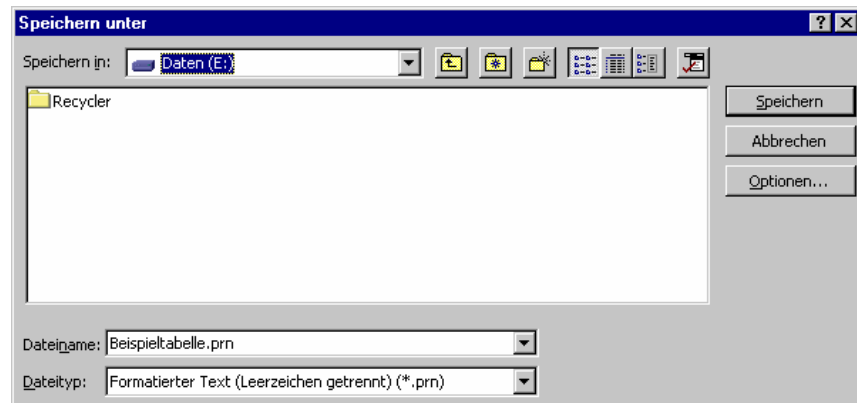 Speichern unter
Speichern in: Daten (E:)
Recycler
Speichern
Abbrechen
Optionen...
Dateiname: Beispieltabelle.prn
Dateityp: Formatierter Text (Leerzeichen getrennt) (*.prn)